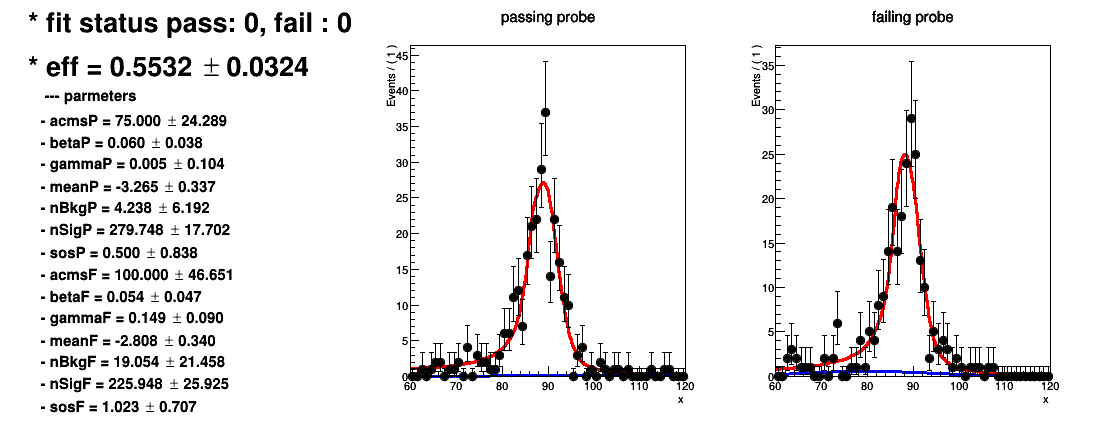 * fit status pass: 0, fail : 0
* eff = 0.5532 ± 0.0324
--- parmeters
- acmsP = 75.000 ± 24.289
- betaP = 0.060 ± 0.038
- gammaP = 0.005 ± 0.104
- meanP = -3.265 ± 0.337
- nBkgP = 4.238 ± 6.192
- nSigP = 279.748 ± 17.702
- sosP = 0.500 ± 0.838
- acmsF = 100.000 ± 46.651
- betaF = 0.054 ± 0.047
- gammaF = 0.149 ± 0.090
- meanF = -2.808 ± 0.340
- nBkgF = 19.054 ± 21.458
- nSigF = 225.948 ± 25.925
- sosF = 1.023 ± 0.707
passing probe
Events / ( 1 )
45
40
35
30
25
20
15
10
5
0
60 70 80 90 100 110 120
x
failing probe
Events / ( 1 )
35
30
25
20
15
10
5
0
60 70 80 90 100 110 120
x